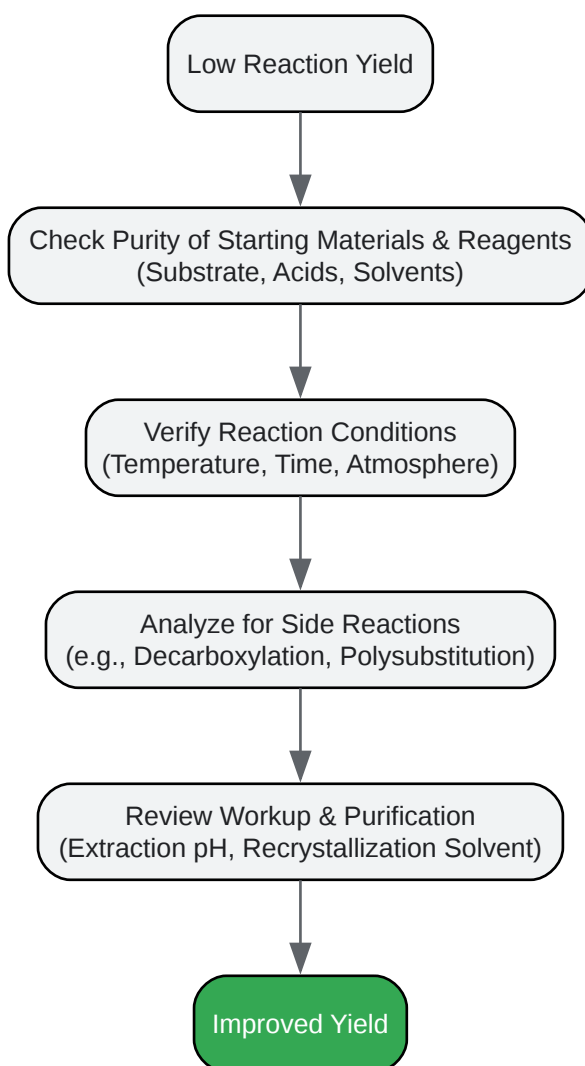 Low Reaction Yield
Check Purity of Starting Materials & Reagents
(Substrate, Acids, Solvents)
Verify Reaction Conditions
(Temperature, Time, Atmosphere)
Analyze for Side Reactions
(e.g., Decarboxylation, Polysubstitution)
Review Workup & Purification
(Extraction pH, Recrystallization Solvent)
Improved Yield